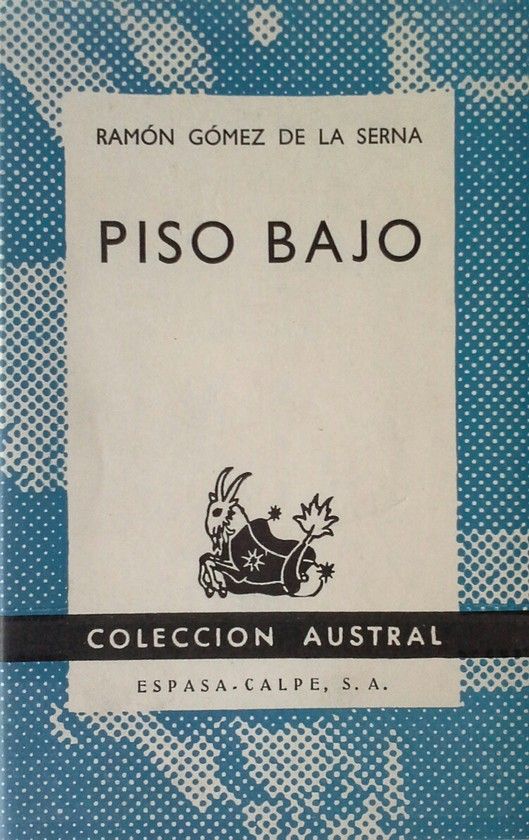 RAMÓN GÓMEZ DE LA SERNA
PISO BAJO
COLECCION AUSTRAL
ESPASA-CALPE, S. A.